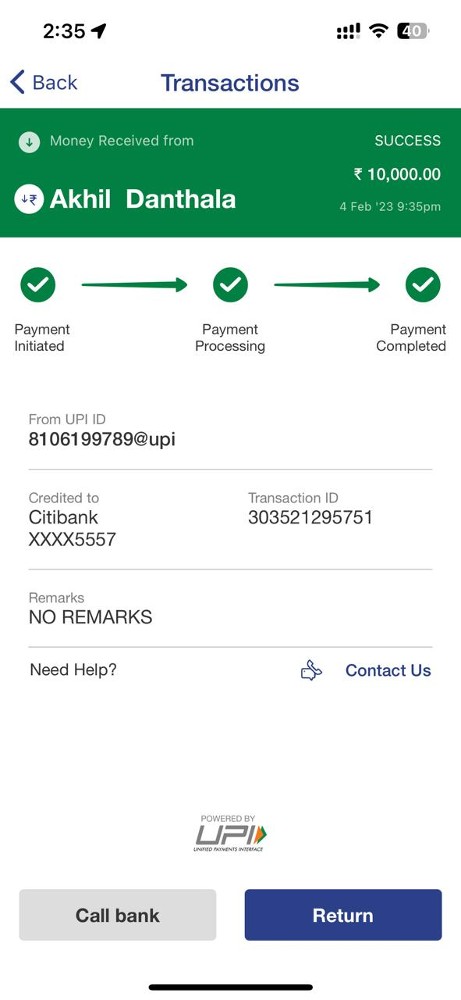 2:35
40
Back
Transactions
Money Received from
SUCCESS
₹ 10,000.00
₹ Akhil Danthala
4 Feb '23 9:35pm
Payment
Initiated
Payment
Processing
Payment
Completed
From UPI ID
8106199789@upi
Credited to
Citibank
XXXX5557
Transaction ID
303521295751
Remarks
NO REMARKS
Need Help?
Contact Us
POWERED BY
UPI
UNIFIED PAYMENTS INTERFACE
Call bank
Return